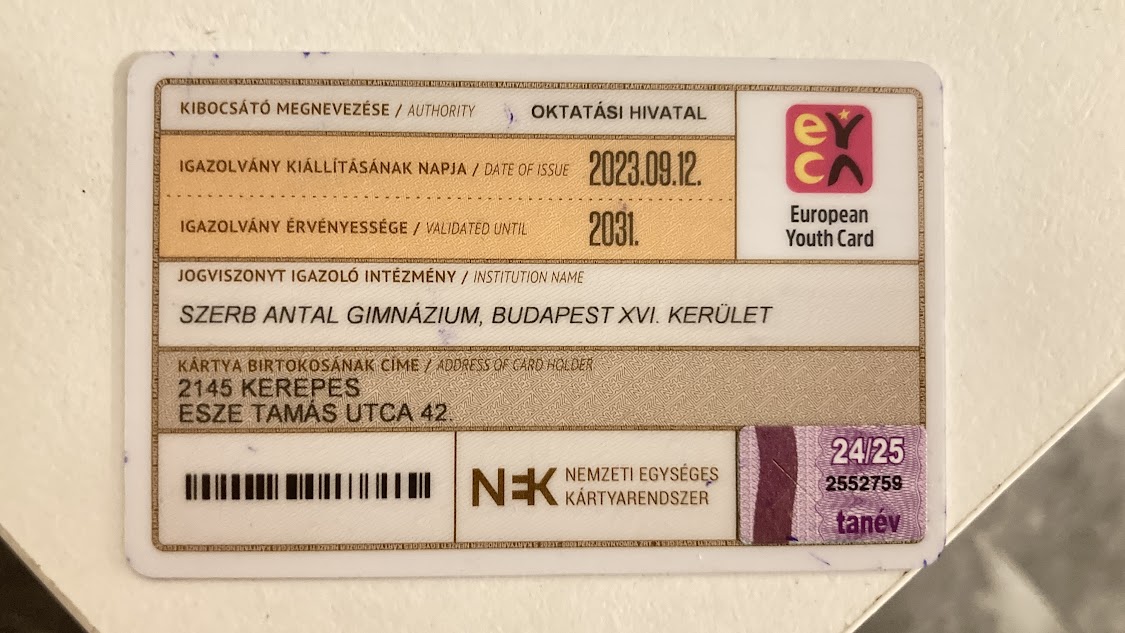 KIBOCSÁTÓ MEGNEVEZÉSE / AUTHORITY OKTATÁSI HIVATAL
IGAZOLVÁNY KIÁLLÍTÁSÁNAK NAPJA / DATE OF ISSUE 2023.09.12.
IGAZOLVÁNY ÉRVÉNYESSÉGE / VALIDATED UNTIL 2031.
eYCA
European
Youth Card
JOGVISZONYT IGAZOLÓ INTÉZMÉNY / INSTITUTION NAME
SZERB ANTAL GIMNÁZIUM, BUDAPEST XVI. KERÜLET
KÁRTYA BIRTOKOSÁNAK CÍME / ADDRESS OF CARD HOLDER
2145 KEREPES
ESZE TAMÁS UTCA 42.
NEK NEMZETI EGYSÉGES
KÁRTYARENDSZER
24/25
2552759
tanév